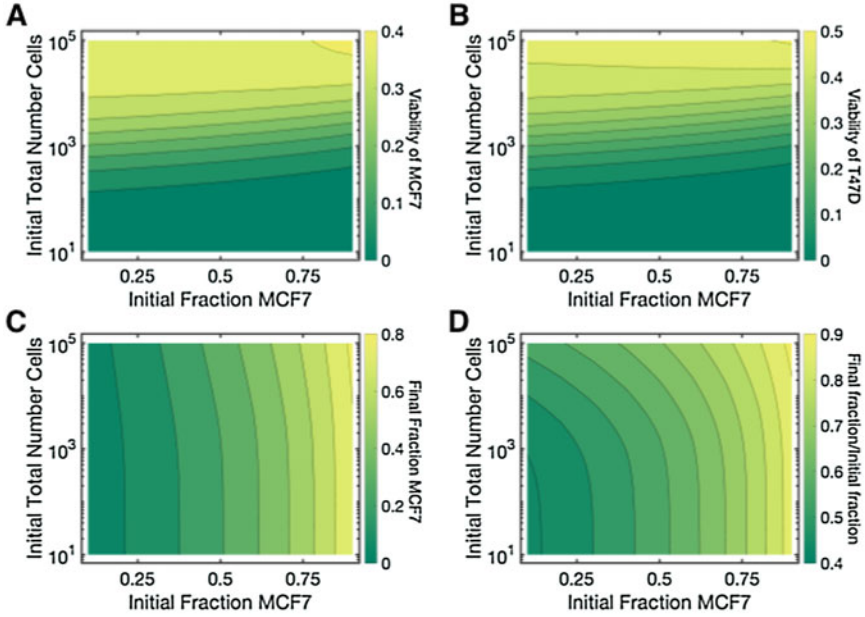 A
B
10^5
10^3
10^1
Initial Total Number Cells
0.25
0.5
0.75
Initial Fraction MCF7
0.4
0.3
0.2
0.1
0
Viability of MCF7
10^5
10^3
10^1
Initial Total Number Cells
0.25
0.5
0.75
Initial Fraction MCF7
0.5
0.4
0.3
0.2
0.1
0
Viability of T47D
C
D
10^5
10^3
10^1
Initial Total Number Cells
0.25
0.5
0.75
Initial Fraction MCF7
0.8
0.6
0.4
0.2
0
Final Fraction MCF7
10^5
10^3
10^1
Initial Total Number Cells
0.25
0.5
0.75
Initial Fraction MCF7
0.9
0.8
0.7
0.6
0.5
0.4
Final fraction/Initial fraction